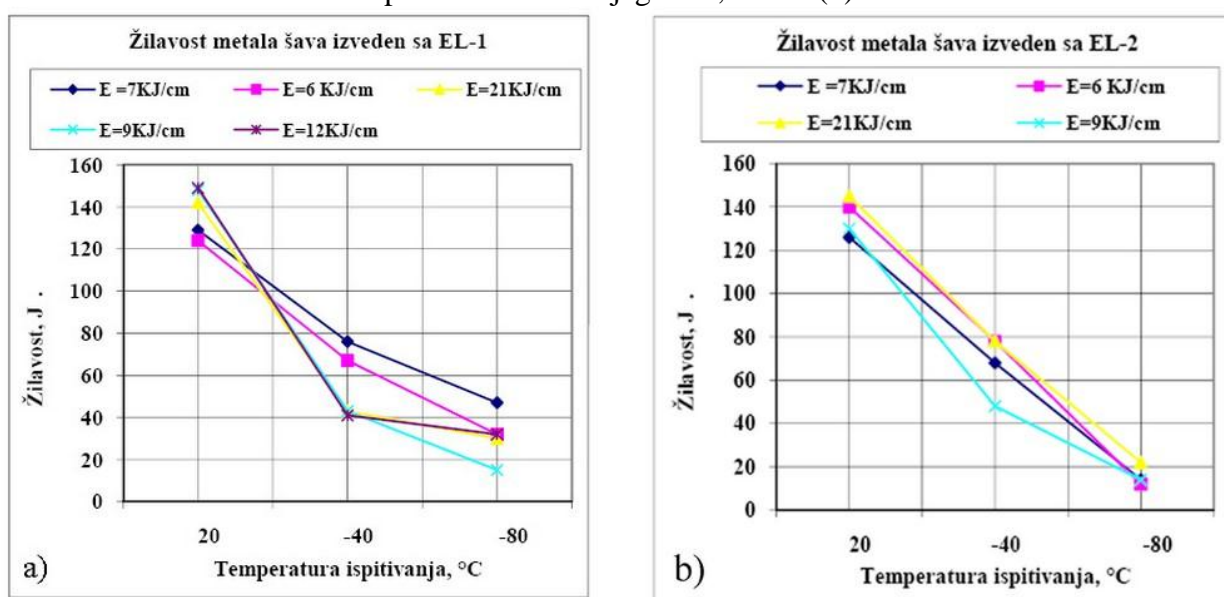 Žilavost metala šava izveden sa EL-1
E =7KJ/cm E=6 KJ/cm E=21KJ/cm
E=9KJ/cm E=12KJ/cm
160
140
120
100
80
60
40
20
0
Žilavost, J .
20 -40 -80
Temperatura ispitivanja, °C
a)
Žilavost metala šava izveden sa EL-2
E =7KJ/cm E=6 KJ/cm
E=21KJ/cm E=9KJ/cm
160
140
120
100
80
60
40
20
0
Žilavost, J .
20 -40 -80
Temperatura ispitivanja, °C
b)